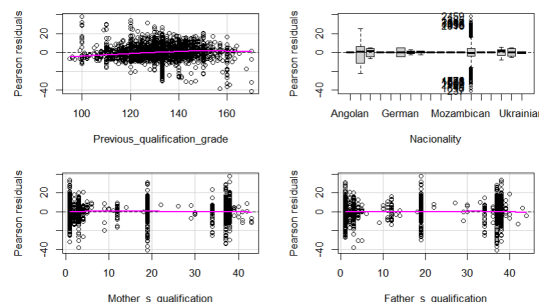 Pearson residuals
20
0
-40
100
120
140
160
Previous_qualification_grade
Pearson residuals
20
0
-40
Angolan
German
Mozambican
Ukrainian
Nacionality
Pearson residuals
20
0
-40
0
10
20
30
40
Mother_s_qualification
Pearson residuals
20
0
-40
0
10
20
30
40
Father_s_qualification